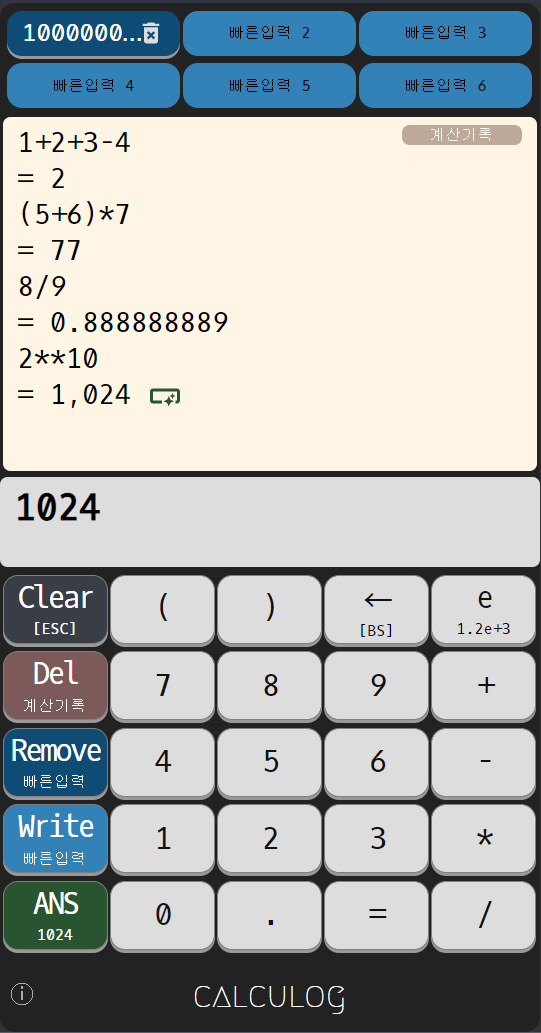 1000000...
빠른입력 2
빠른입력 3
빠른입력 4
빠른입력 5
빠른입력 6
계산기록
1+2+3-4
= 2
(5+6)*7
= 77
8/9
= 0.888888889
2**10
= 1,024
1024
Clear
[ESC]
(
)
←
[BS]
e
1.2e+3
Del
계산기록
7
8
9
+
Remove
빠른입력
4
5
6
-
Write
빠른입력
1
2
3
*
ANS
1024
0
.
=
/
CALCULOG